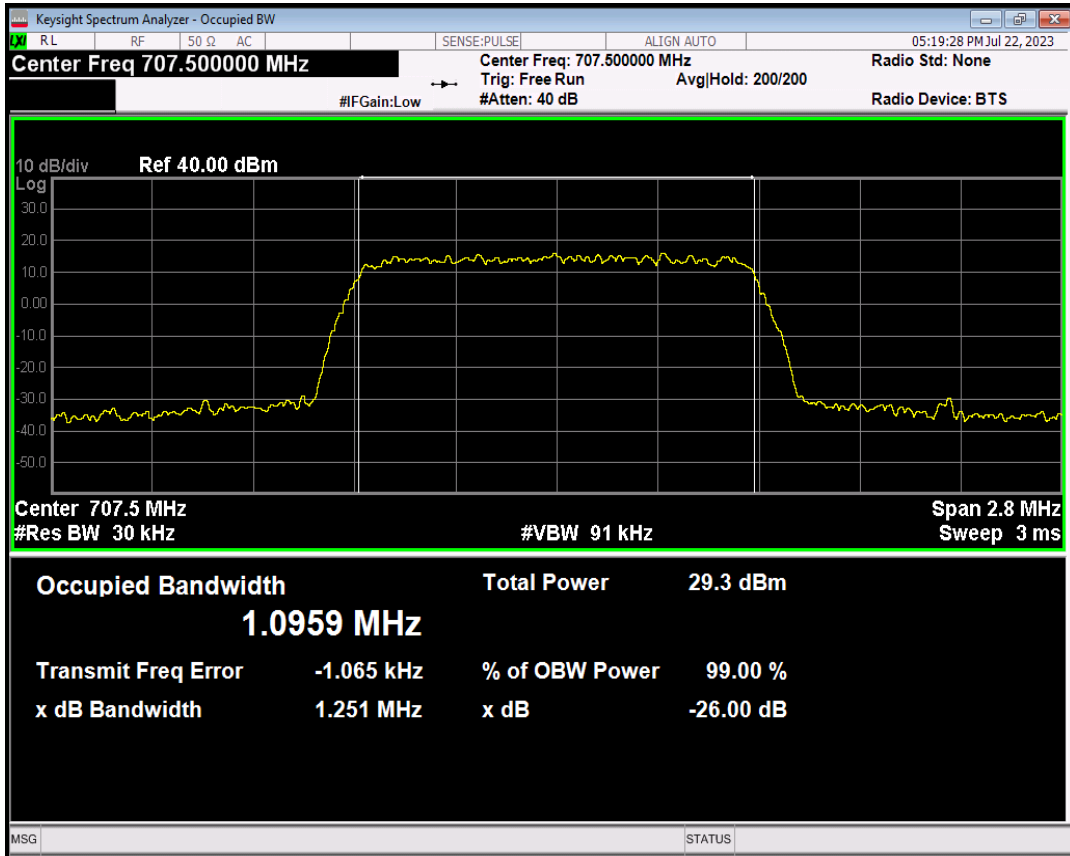 Keysight Spectrum Analyzer - Occupied BW
LXI RL RF 50 Ω AC SENSE:PULSE ALIGN AUTO 05:19:28 PM Jul 22, 2023
Center Freq 707.500000 MHz
Center Freq: 707.500000 MHz
Radio Std: None
Trig: Free Run Avg|Hold: 200/200
#IFGain:Low
#Atten: 40 dB
Radio Device: BTS
10 dB/div Ref 40.00 dBm
Log
30.0
20.0
10.0
0.00
-10.0
-20.0
-30.0
-40.0
-50.0
Center 707.5 MHz Span 2.8 MHz
#Res BW 30 kHz #VBW 91 kHz Sweep 3 ms
Occupied Bandwidth Total Power 29.3 dBm
1.0959 MHz
Transmit Freq Error -1.065 kHz % of OBW Power 99.00 %
x dB Bandwidth 1.251 MHz x dB -26.00 dB
MSG STATUS